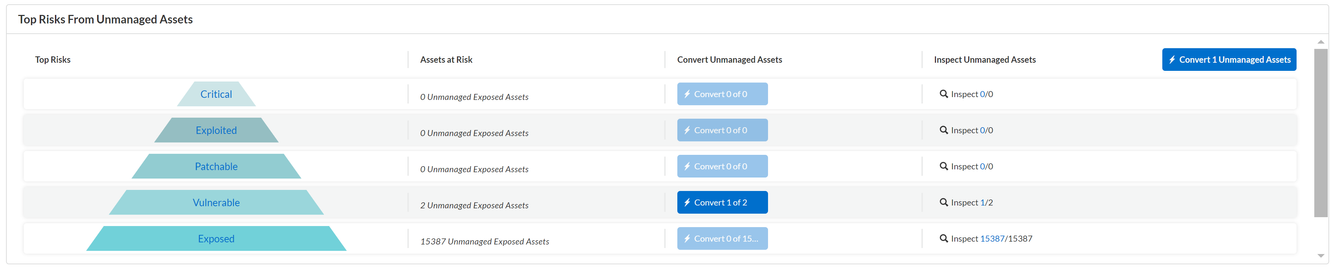 Top Risks From Unmanaged Assets
Top Risks Assets at Risk Convert Unmanaged Assets Inspect Unmanaged Assets Convert 1 Unmanaged Assets
Critical 0 Unmanaged Exposed Assets Convert 0 of 0 Inspect 0/0
Exploited 0 Unmanaged Exposed Assets Convert 0 of 0 Inspect 0/0
Patchable 0 Unmanaged Exposed Assets Convert 0 of 0 Inspect 0/0
Vulnerable 2 Unmanaged Exposed Assets Convert 1 of 2 Inspect 1/2
Exposed 15387 Unmanaged Exposed Assets Convert 0 of 15... Inspect 15387/15387